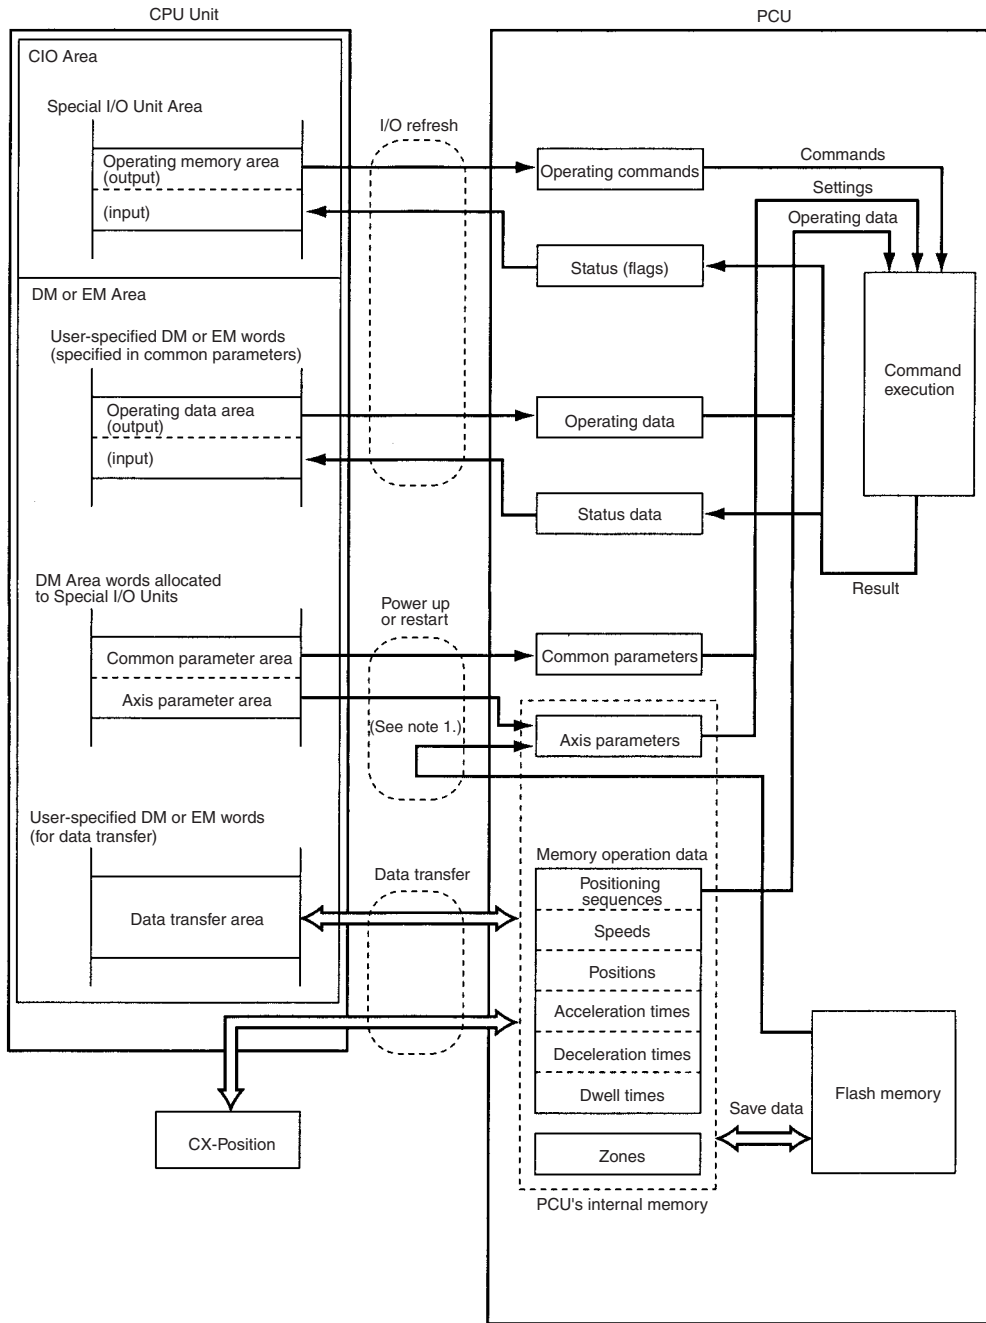 CPU Unit
PCU
CIO Area
Special I/O Unit Area
I/O refresh
Operating memory area
(output)
(input)
Operating commands
Commands
Settings
Operating data
Status (flags)
DM or EM Area
User-specified DM or EM words
(specified in common parameters)
Operating data area
(output)
(input)
Operating data
Status data
Command
execution
Result
DM Area words allocated
to Special I/O Units
Power up
or restart
Common parameter area
Axis parameter area
(See note 1.)
Common parameters
Axis parameters
User-specified DM or EM words
(for data transfer)
Data transfer area
Data transfer
Memory operation data
Positioning
sequences
Speeds
Positions
Acceleration times
Deceleration times
Dwell times
Zones
PCU's internal memory
Save data
Flash memory
CX-Position